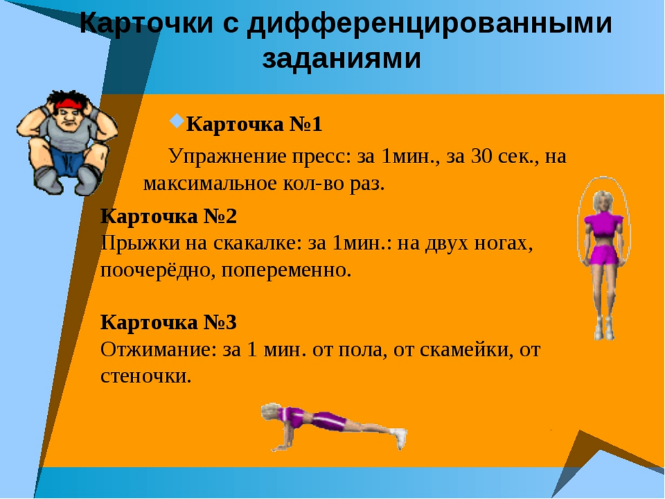 Карточки с дифференцированными
заданиями
Карточка №1
Упражнение пресс: за 1мин., за 30 сек., на
максимальное кол-во раз.
Карточка №2
Прыжки на скакалке: за 1мин.: на двух ногах,
поочерёдно, попеременно.
Карточка №3
Отжимание: за 1 мин. от пола, от скамейки, от
стеночки.